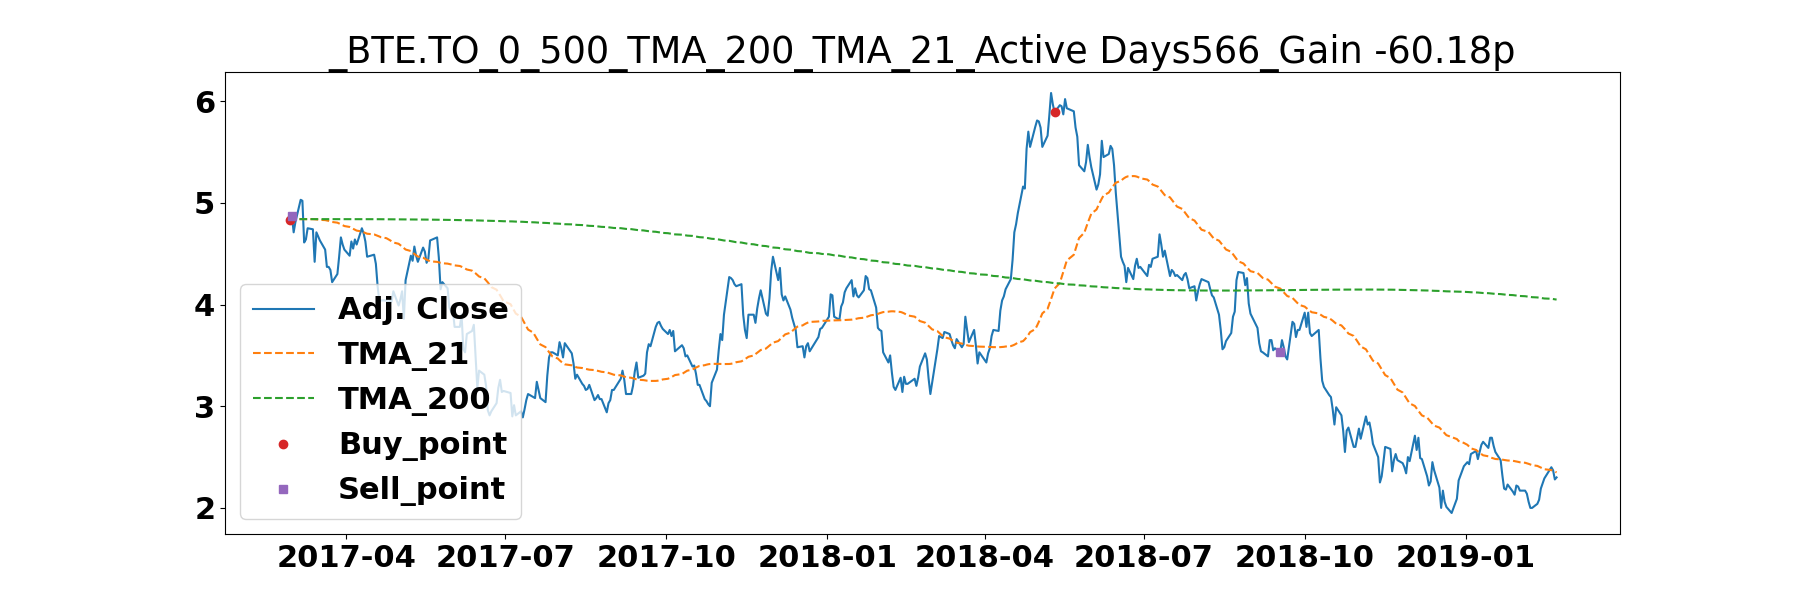 _BTE.TO_0_500_TMA_200_TMA_21_Active Days566_Gain -60.18p
6
5
4
3
2
Adj. Close
TMA_21
TMA_200
Buy_point
Sell_point
2017-04 2017-07 2017-10 2018-01 2018-04 2018-07 2018-10 2019-01